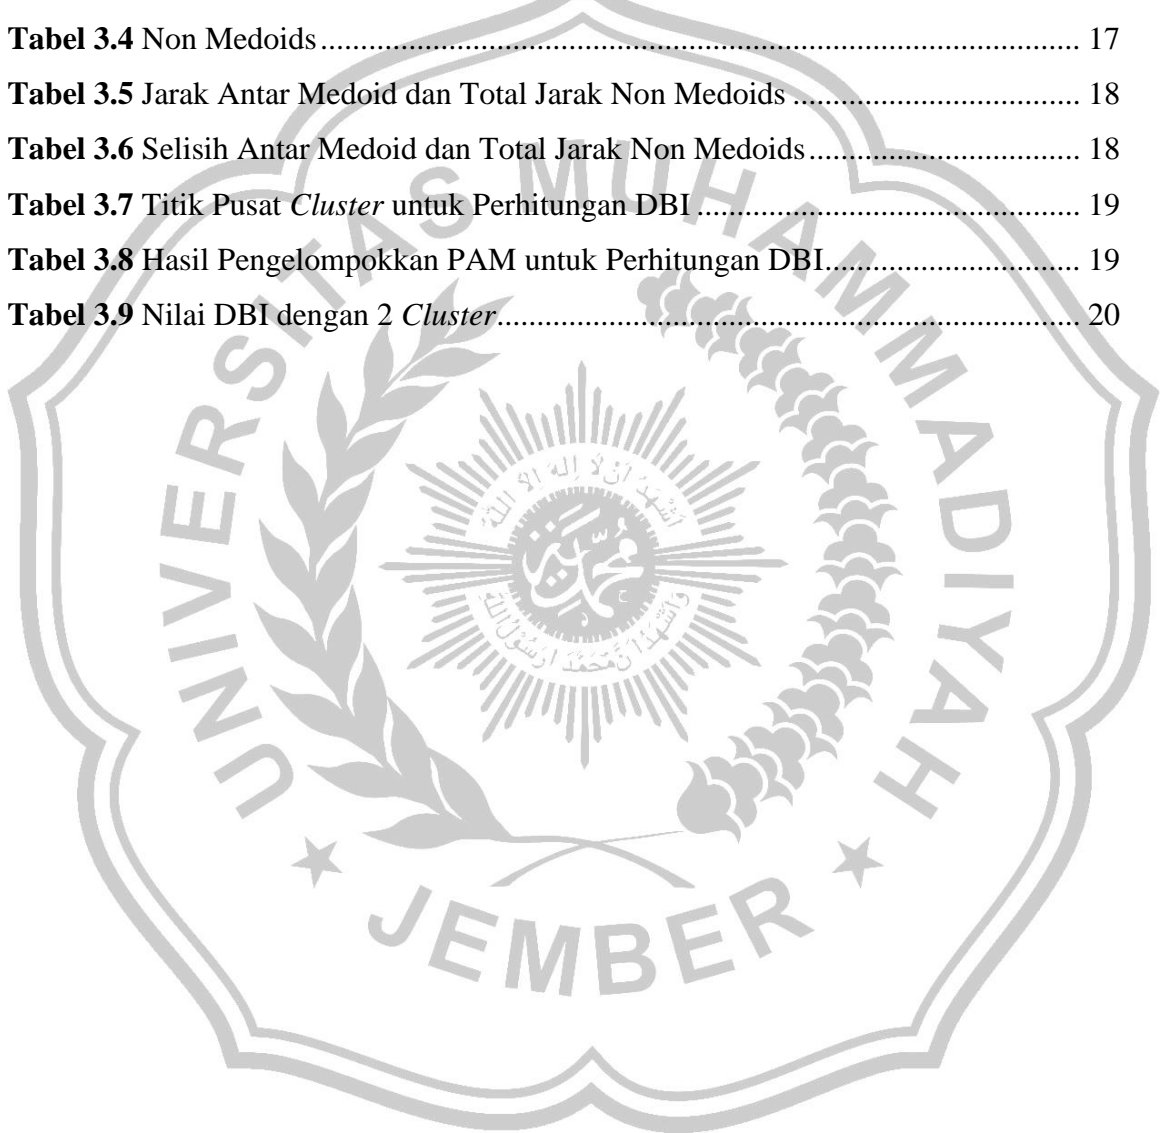 Tabel 3.4 Non Medoids ................................................................................................ 17
Tabel 3.5 Jarak Antar Medoid dan Total Jarak Non Medoids .................................... 18
Tabel 3.6 Selisih Antar Medoid dan Total Jarak Non Medoids .................................. 18
Tabel 3.7 Titik Pusat Cluster untuk Perhitungan DBI ................................................ 19
Tabel 3.8 Hasil Pengelompokkan PAM untuk Perhitungan DBI................................ 19
Tabel 3.9 Nilai DBI dengan 2 Cluster.......................................................................... 20
UNIVERSITAS MUHAMMADIYAH
JEMBER